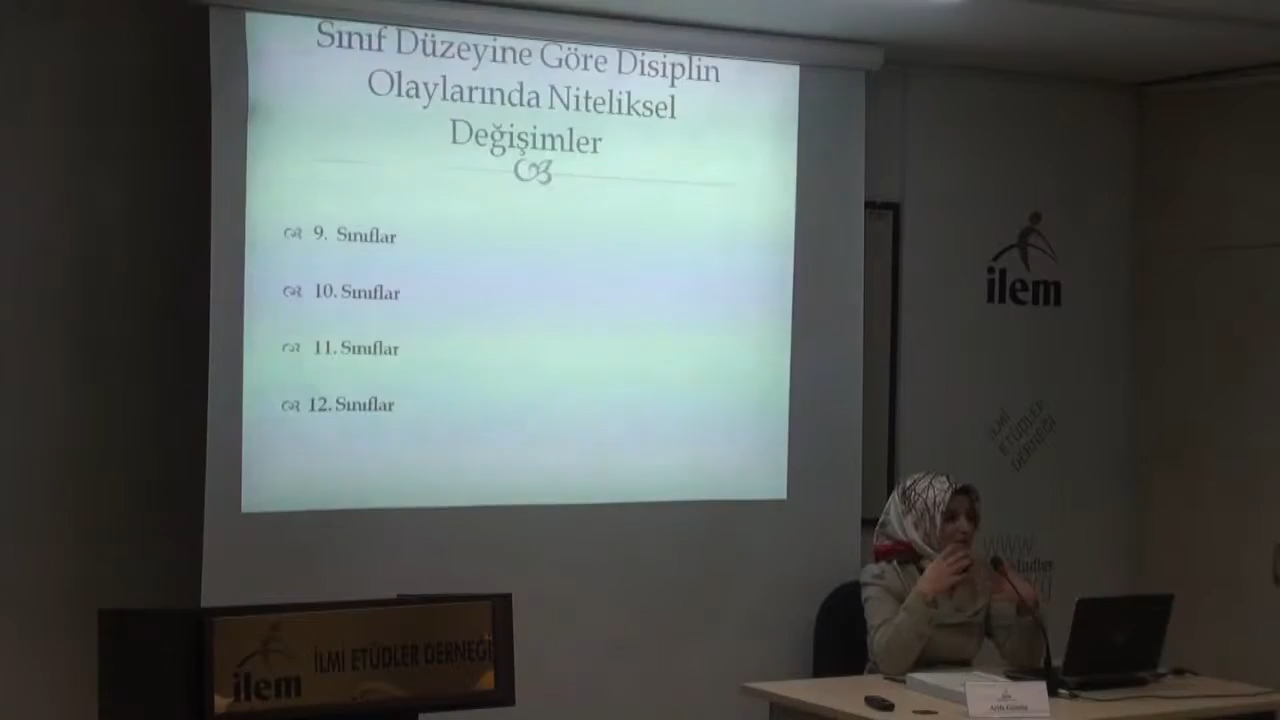 Sınıf Düzeyine Göre Disiplin
Olaylarında Niteliksel
Değişimler
9. Sınıflar
10. Sınıflar
11. Sınıflar
12. Sınıflar
ilem
İLMİ
ETÜDLER
DERNEĞİ
www
ilem
İLMİ ETÜDLER DERNEĞİ